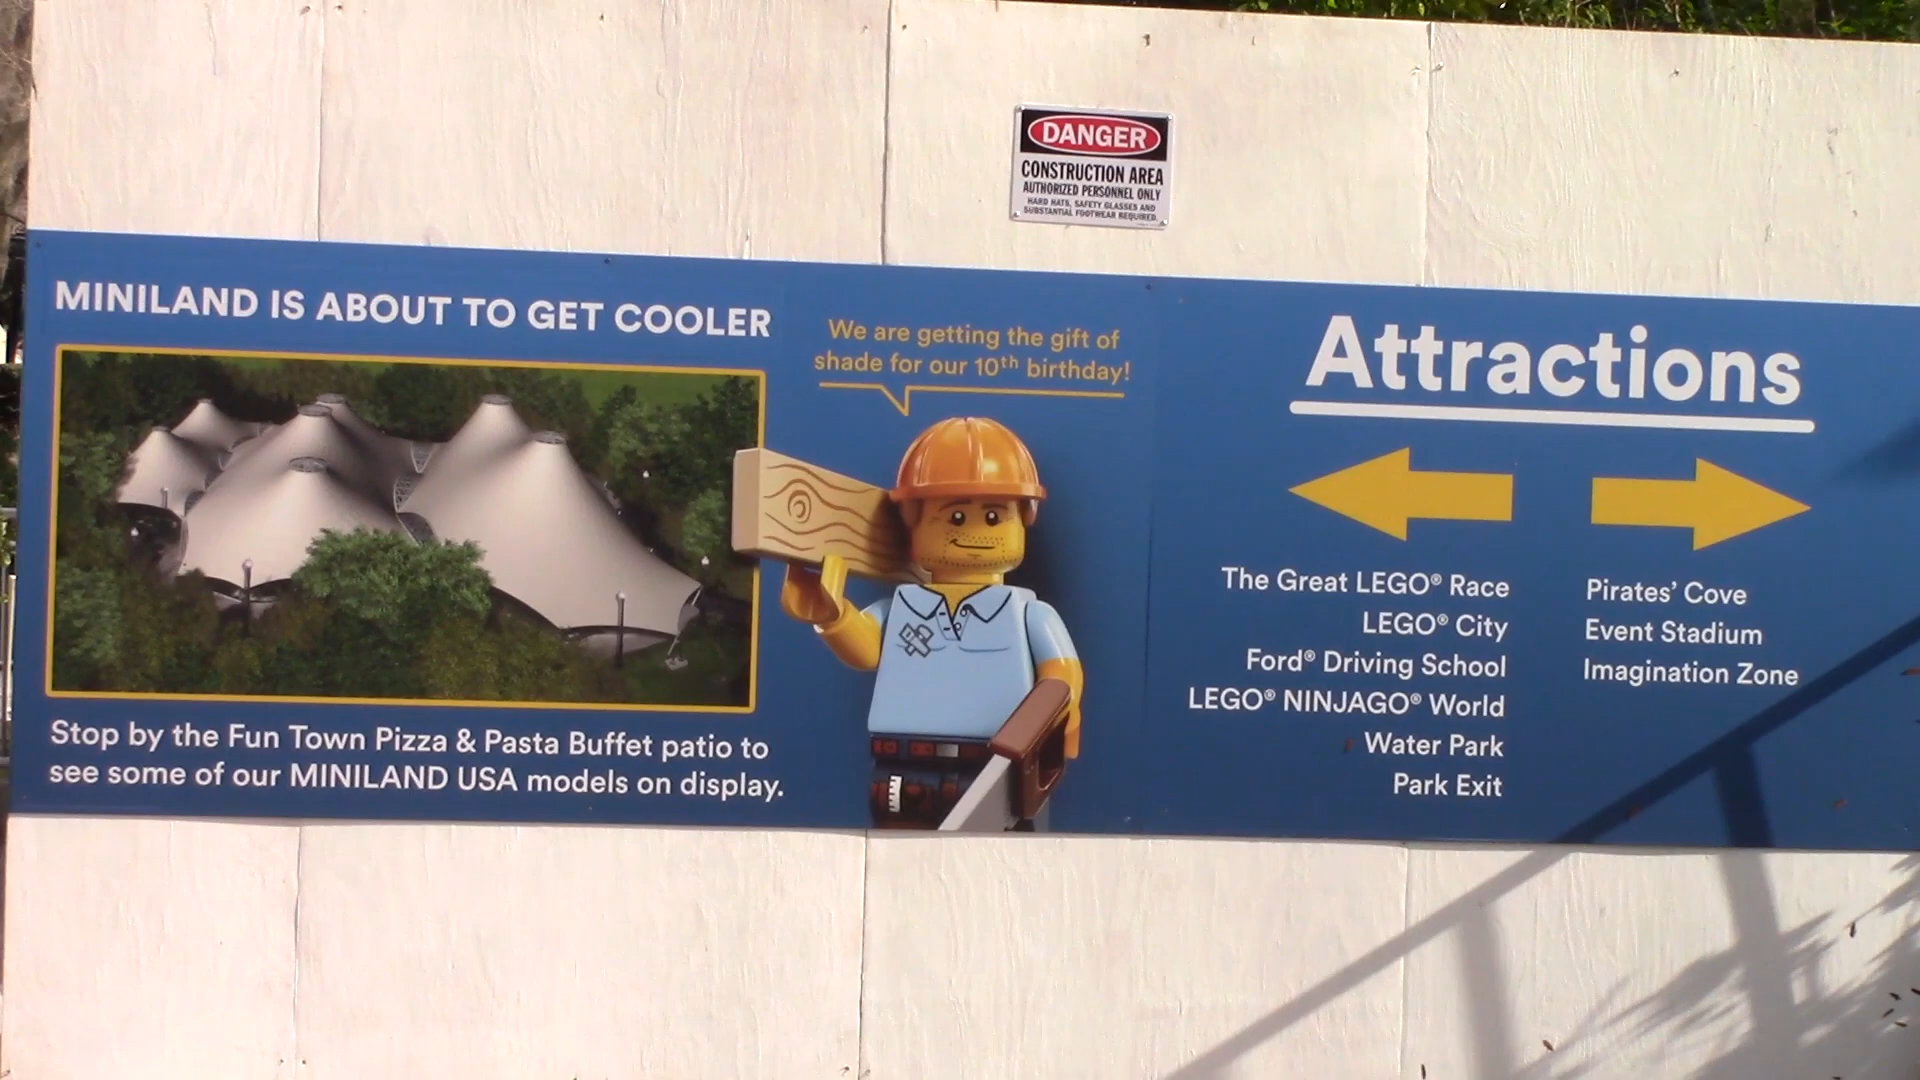 DANGER
CONSTRUCTION AREA
AUTHORIZED PERSONNEL ONLY
HARD HATS, SAFETY GLASSES AND
SUBSTANTIAL FOOTWEAR REQUIRED.
MINILAND IS ABOUT TO GET COOLER
We are getting the gift of
shade for our 10th birthday!
Stop by the Fun Town Pizza & Pasta Buffet patio to
see some of our MINILAND USA models on display.
Attractions
The Great LEGO® Race
LEGO® City
Ford® Driving School
LEGO® NINJAGO® World
Water Park
Park Exit
Pirates' Cove
Event Stadium
Imagination Zone